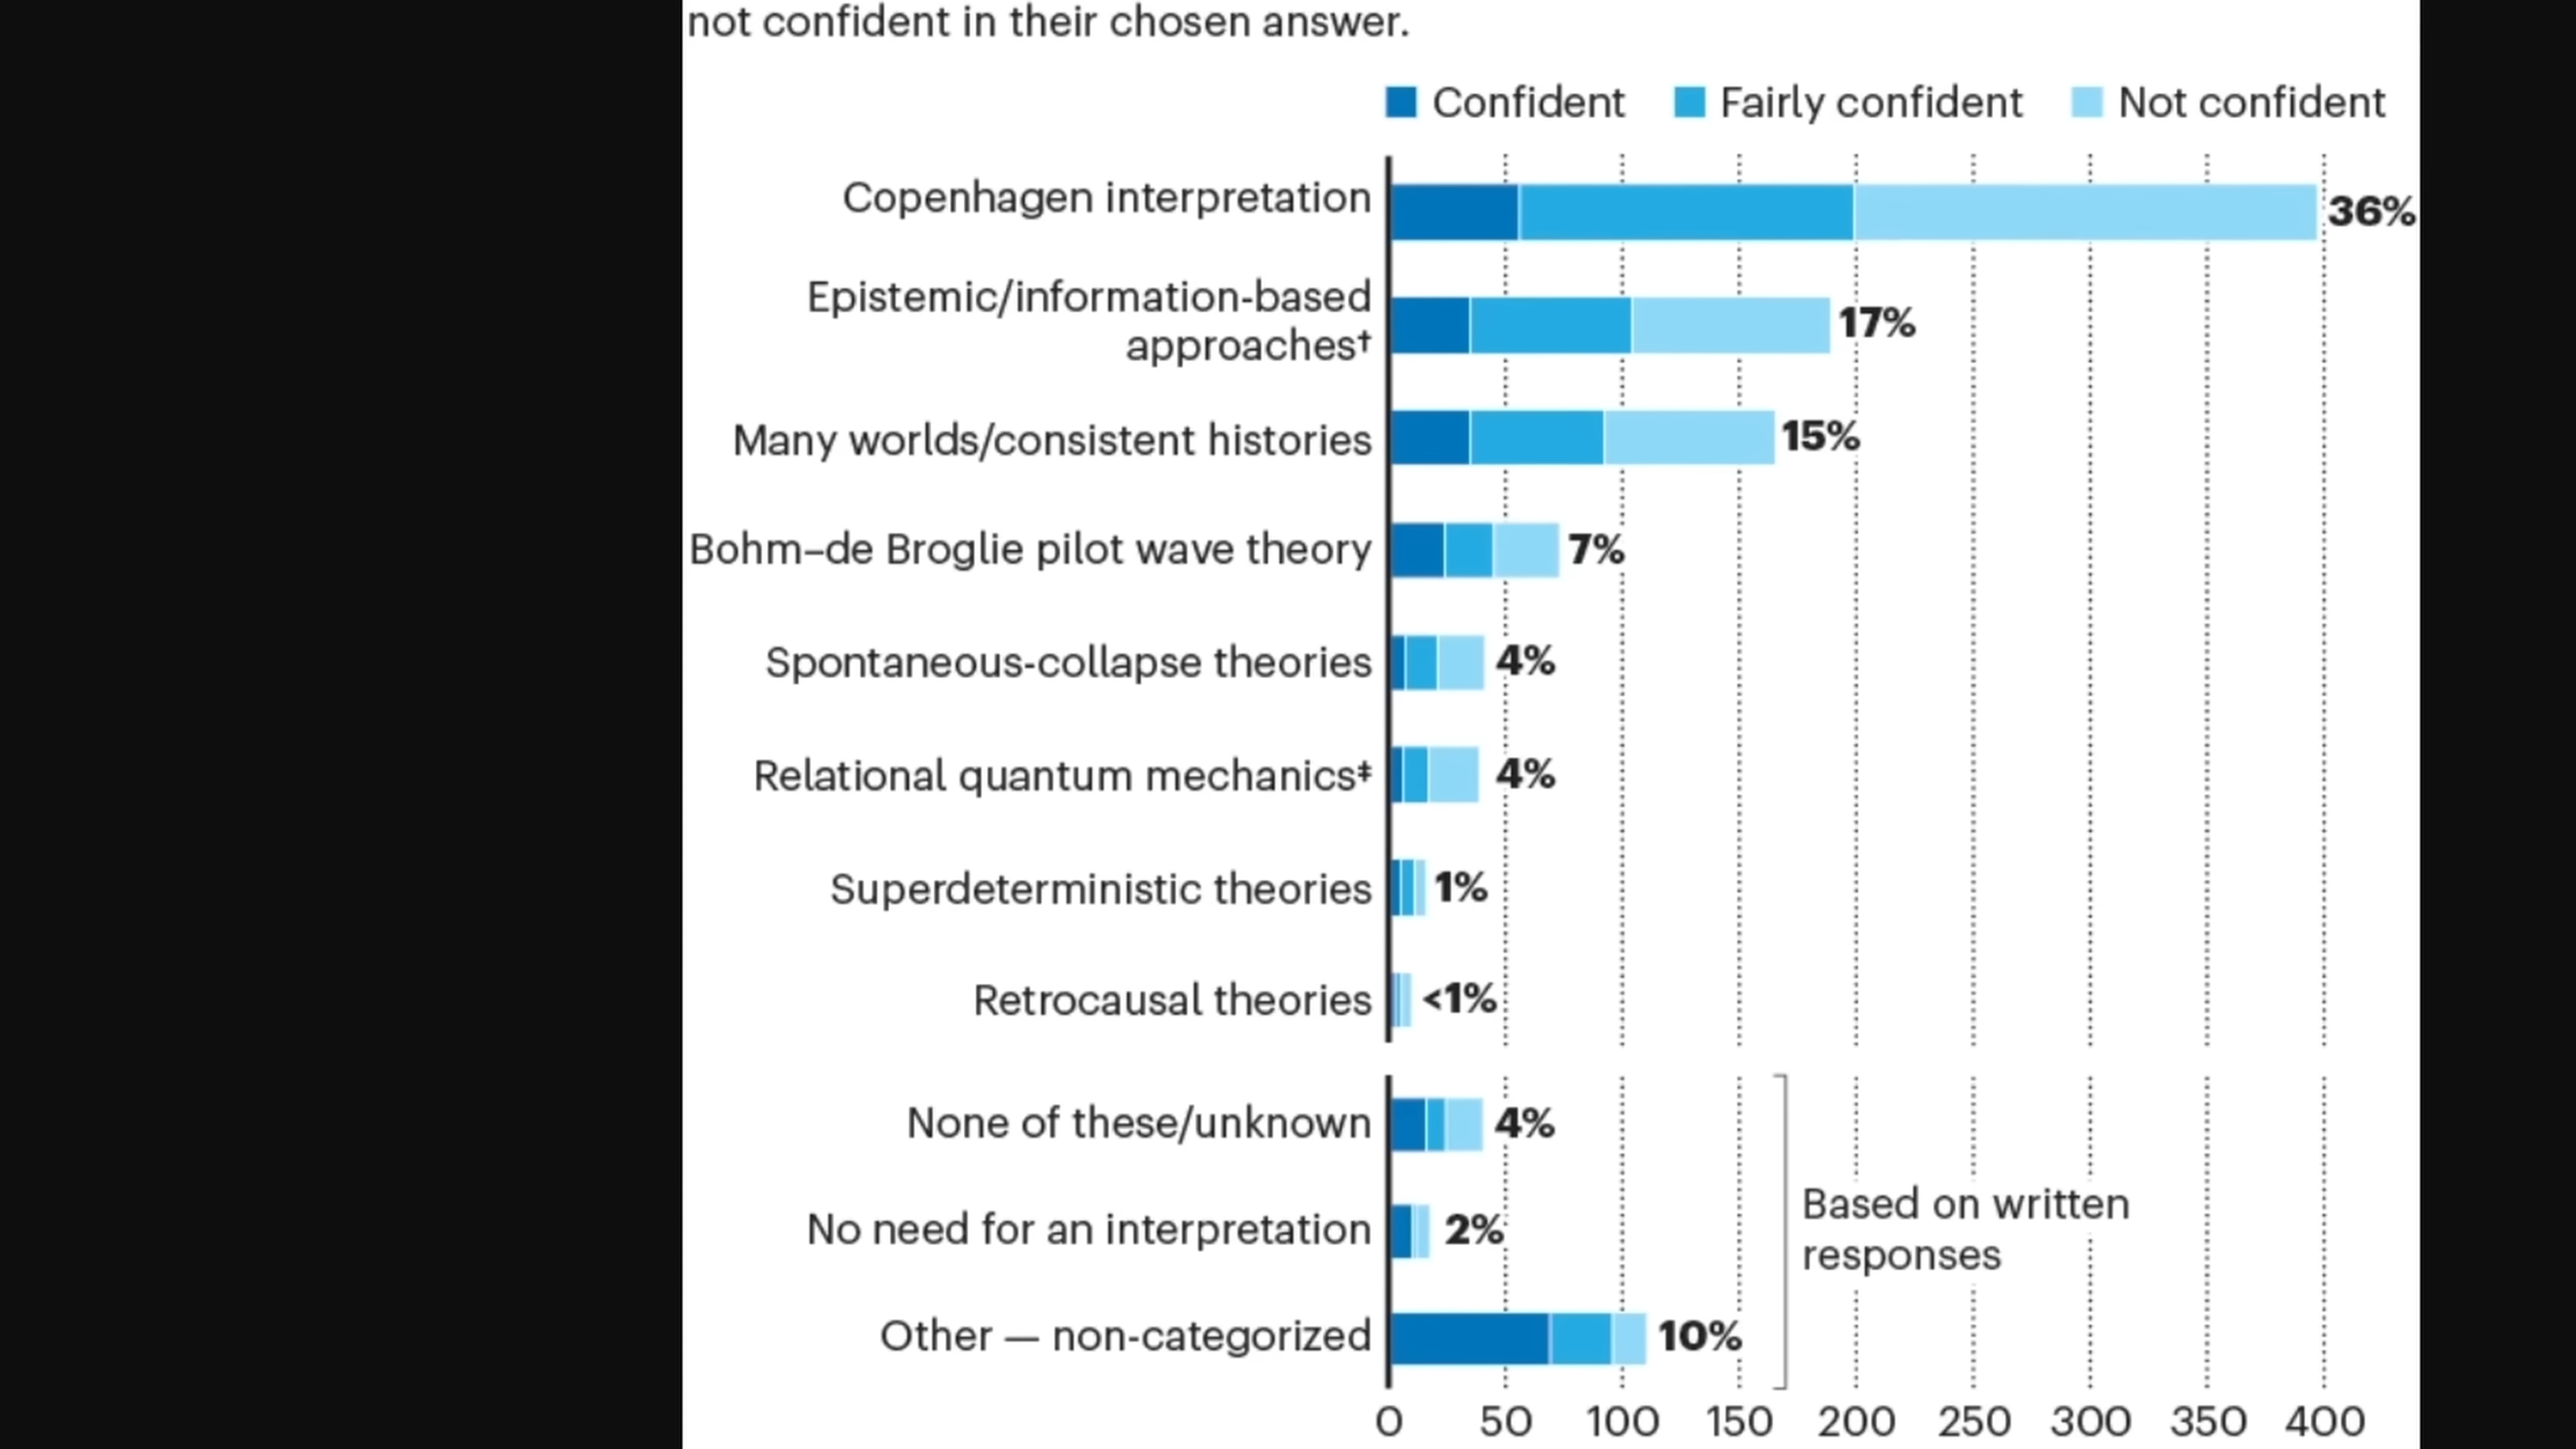 not confident in their chosen answer.
Confident
Fairly confident
Not confident
Copenhagen interpretation
36%
Epistemic/information-based
approaches†
17%
Many worlds/consistent histories
15%
Bohm–de Broglie pilot wave theory
7%
Spontaneous-collapse theories
4%
Relational quantum mechanics‡
4%
Superdeterministic theories
1%
Retrocausal theories
<1%
None of these/unknown
4%
No need for an interpretation
2%
Other — non-categorized
10%
Based on written
responses
0 50 100 150 200 250 300 350 400